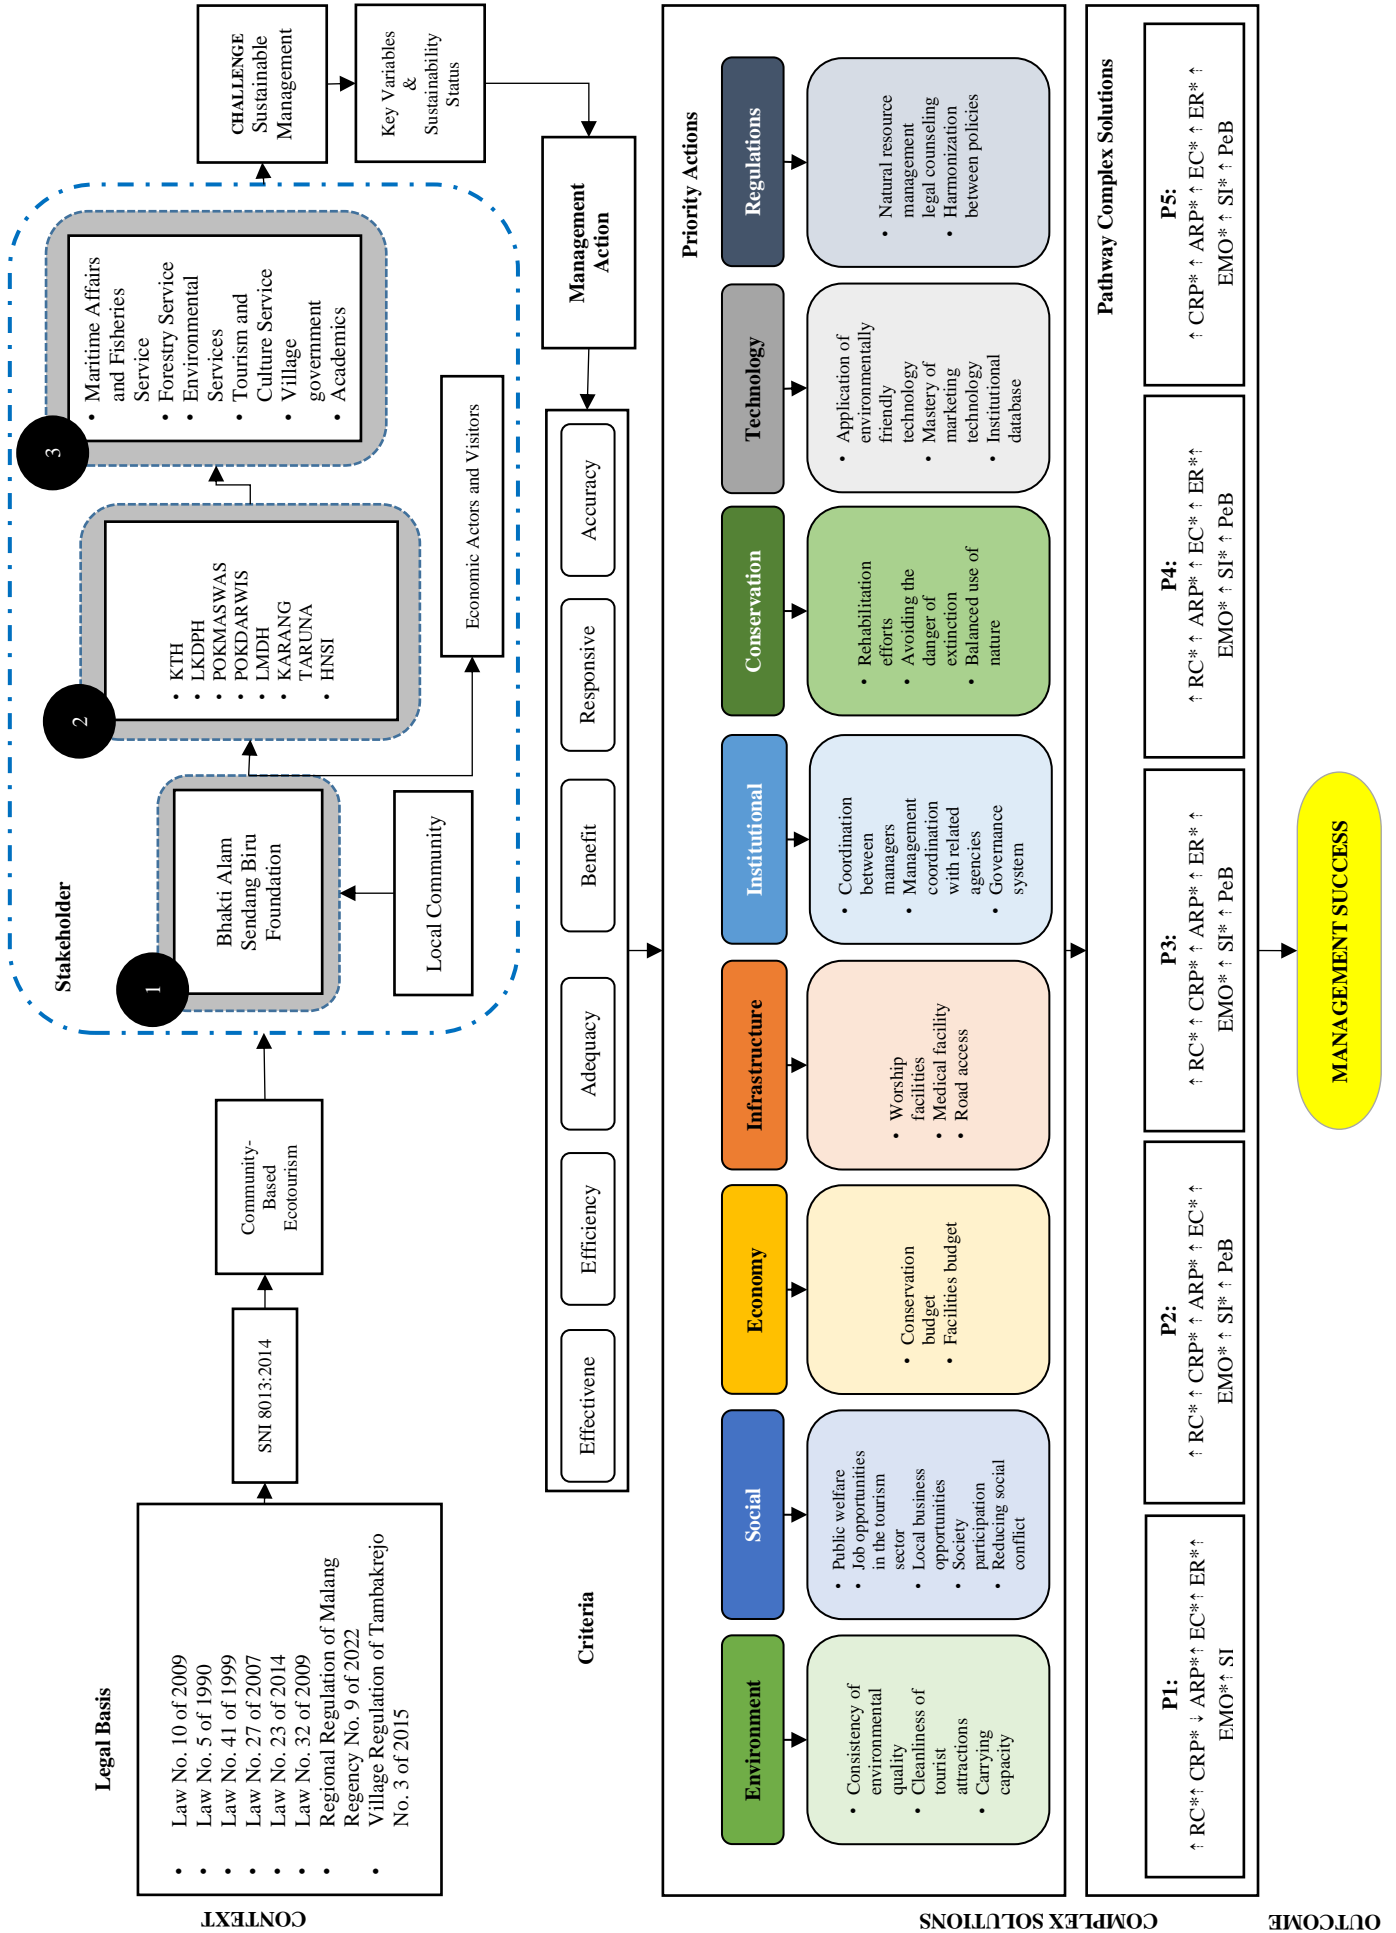 CONTEXT
Legal Basis
• Law No. 10 of 2009
• Law No. 5 of 1990
• Law No. 41 of 1999
• Law No. 27 of 2007
• Law No. 23 of 2014
• Law No. 32 of 2009
• Regional Regulation of Malang
Regency No. 9 of 2022
• Village Regulation of Tambakrejo
No. 3 of 2015
SNI 8013:2014
Community-
Based
Ecotourism
Stakeholder
1
Bhakti Alam
Sendang Biru
Foundation
Local Community
2
• KTH
• LKDPH
• POKMASWAS
• POKDARWIS
• LMDH
• KARANG
TARUNA
• HNSI
Economic Actors and Visitors
3
• Maritime Affairs
and Fisheries
Service
• Forestry Service
• Environmental
Services
• Tourism and
Culture Service
• Village
government
• Academics
CHALLENGE
Sustainable
Management
Key Variables
&
Sustainability
Status
Management
Action
Criteria
Effectivene
Efficiency
Adequacy
Benefit
Responsive
Accuracy
COMPLEX SOLUTIONS
Priority Actions
Environment
• Consistency of
environmental
quality
• Cleanliness of
tourist
attractions
• Carrying
capacity
Social
• Public welfare
• Job opportunities
in the tourism
sector
• Local business
opportunities
• Society
participation
• Reducing social
conflict
Economy
• Conservation
budget
• Facilities budget
Infrastructure
• Worship
facilities
• Medical facility
• Road access
Institutional
• Coordination
between
managers
• Management
coordination
with related
agencies
• Governance
system
Conservation
• Rehabilitation
efforts
• Avoiding the
danger of
extinction
• Balanced use of
nature
Technology
• Application of
environmentally
friendly
technology
• Mastery of
marketing
technology
• Institutional
database
Regulations
• Natural resource
management
legal counseling
• Harmonization
between policies
Pathway Complex Solutions
P1:
↑ RC*↑ CRP* ↓ ARP*↑ EC*↑ ER*↑
EMO*↑ SI
P2:
↑ RC* ↑ CRP* ↑ ARP* ↑ EC* ↑
EMO* ↑ SI* ↑ PeB
P3:
↑ RC* ↑ CRP* ↑ ARP* ↑ ER* ↑
EMO* ↑ SI* ↑ PeB
P4:
↑ RC* ↑ ARP* ↑ EC* ↑ ER*↑
EMO* ↑ SI* ↑ PeB
P5:
↑ CRP* ↑ ARP* ↑ EC* ↑ ER* ↑
EMO* ↑ SI* ↑ PeB
OUTCOME
MANAGEMENT SUCCESS